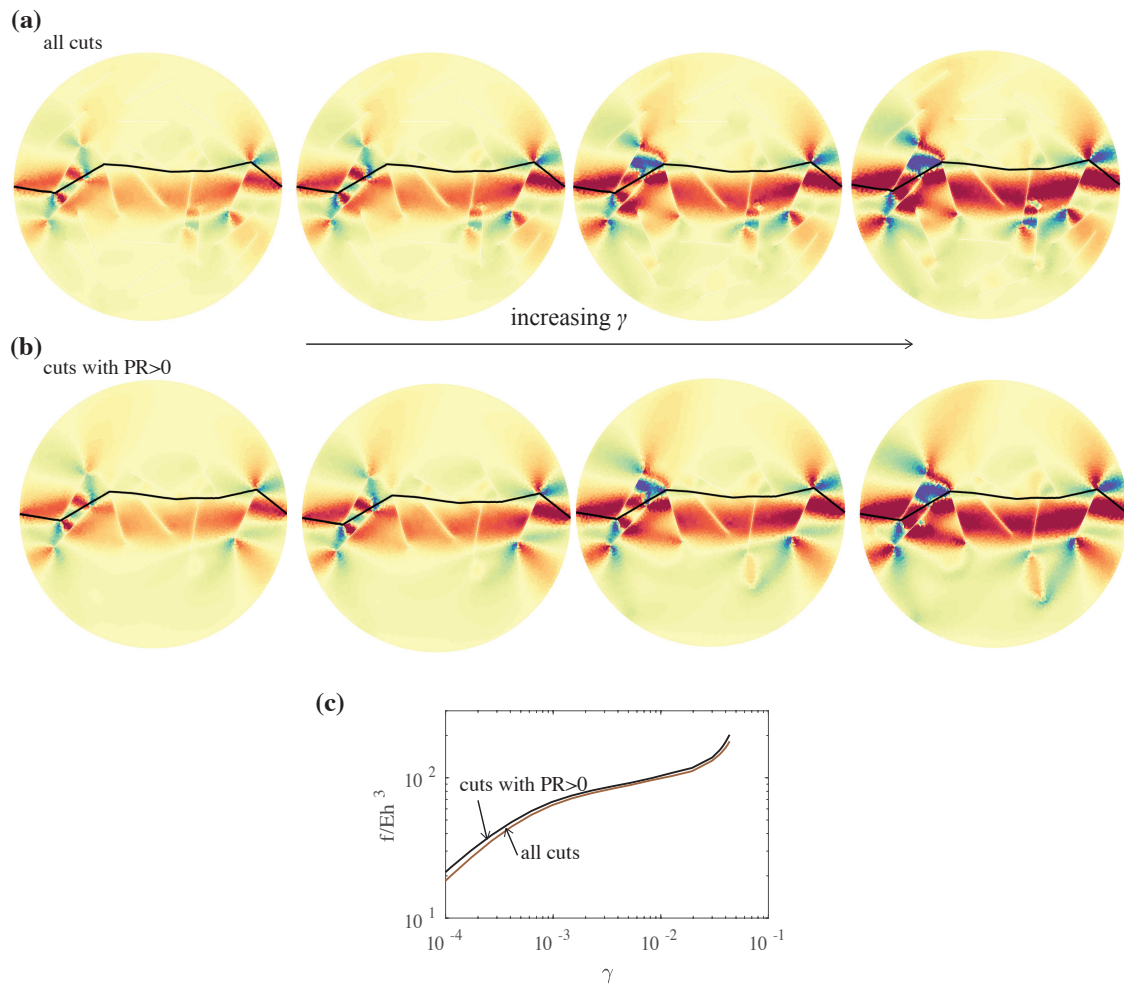 (a)
all cuts
increasing γ
(b)
cuts with PR>0
(c)
10 2
cuts with PR>0
f/Eh 3
all cuts
10 1
10 -4
10 -3
10 -2
10 -1
γ